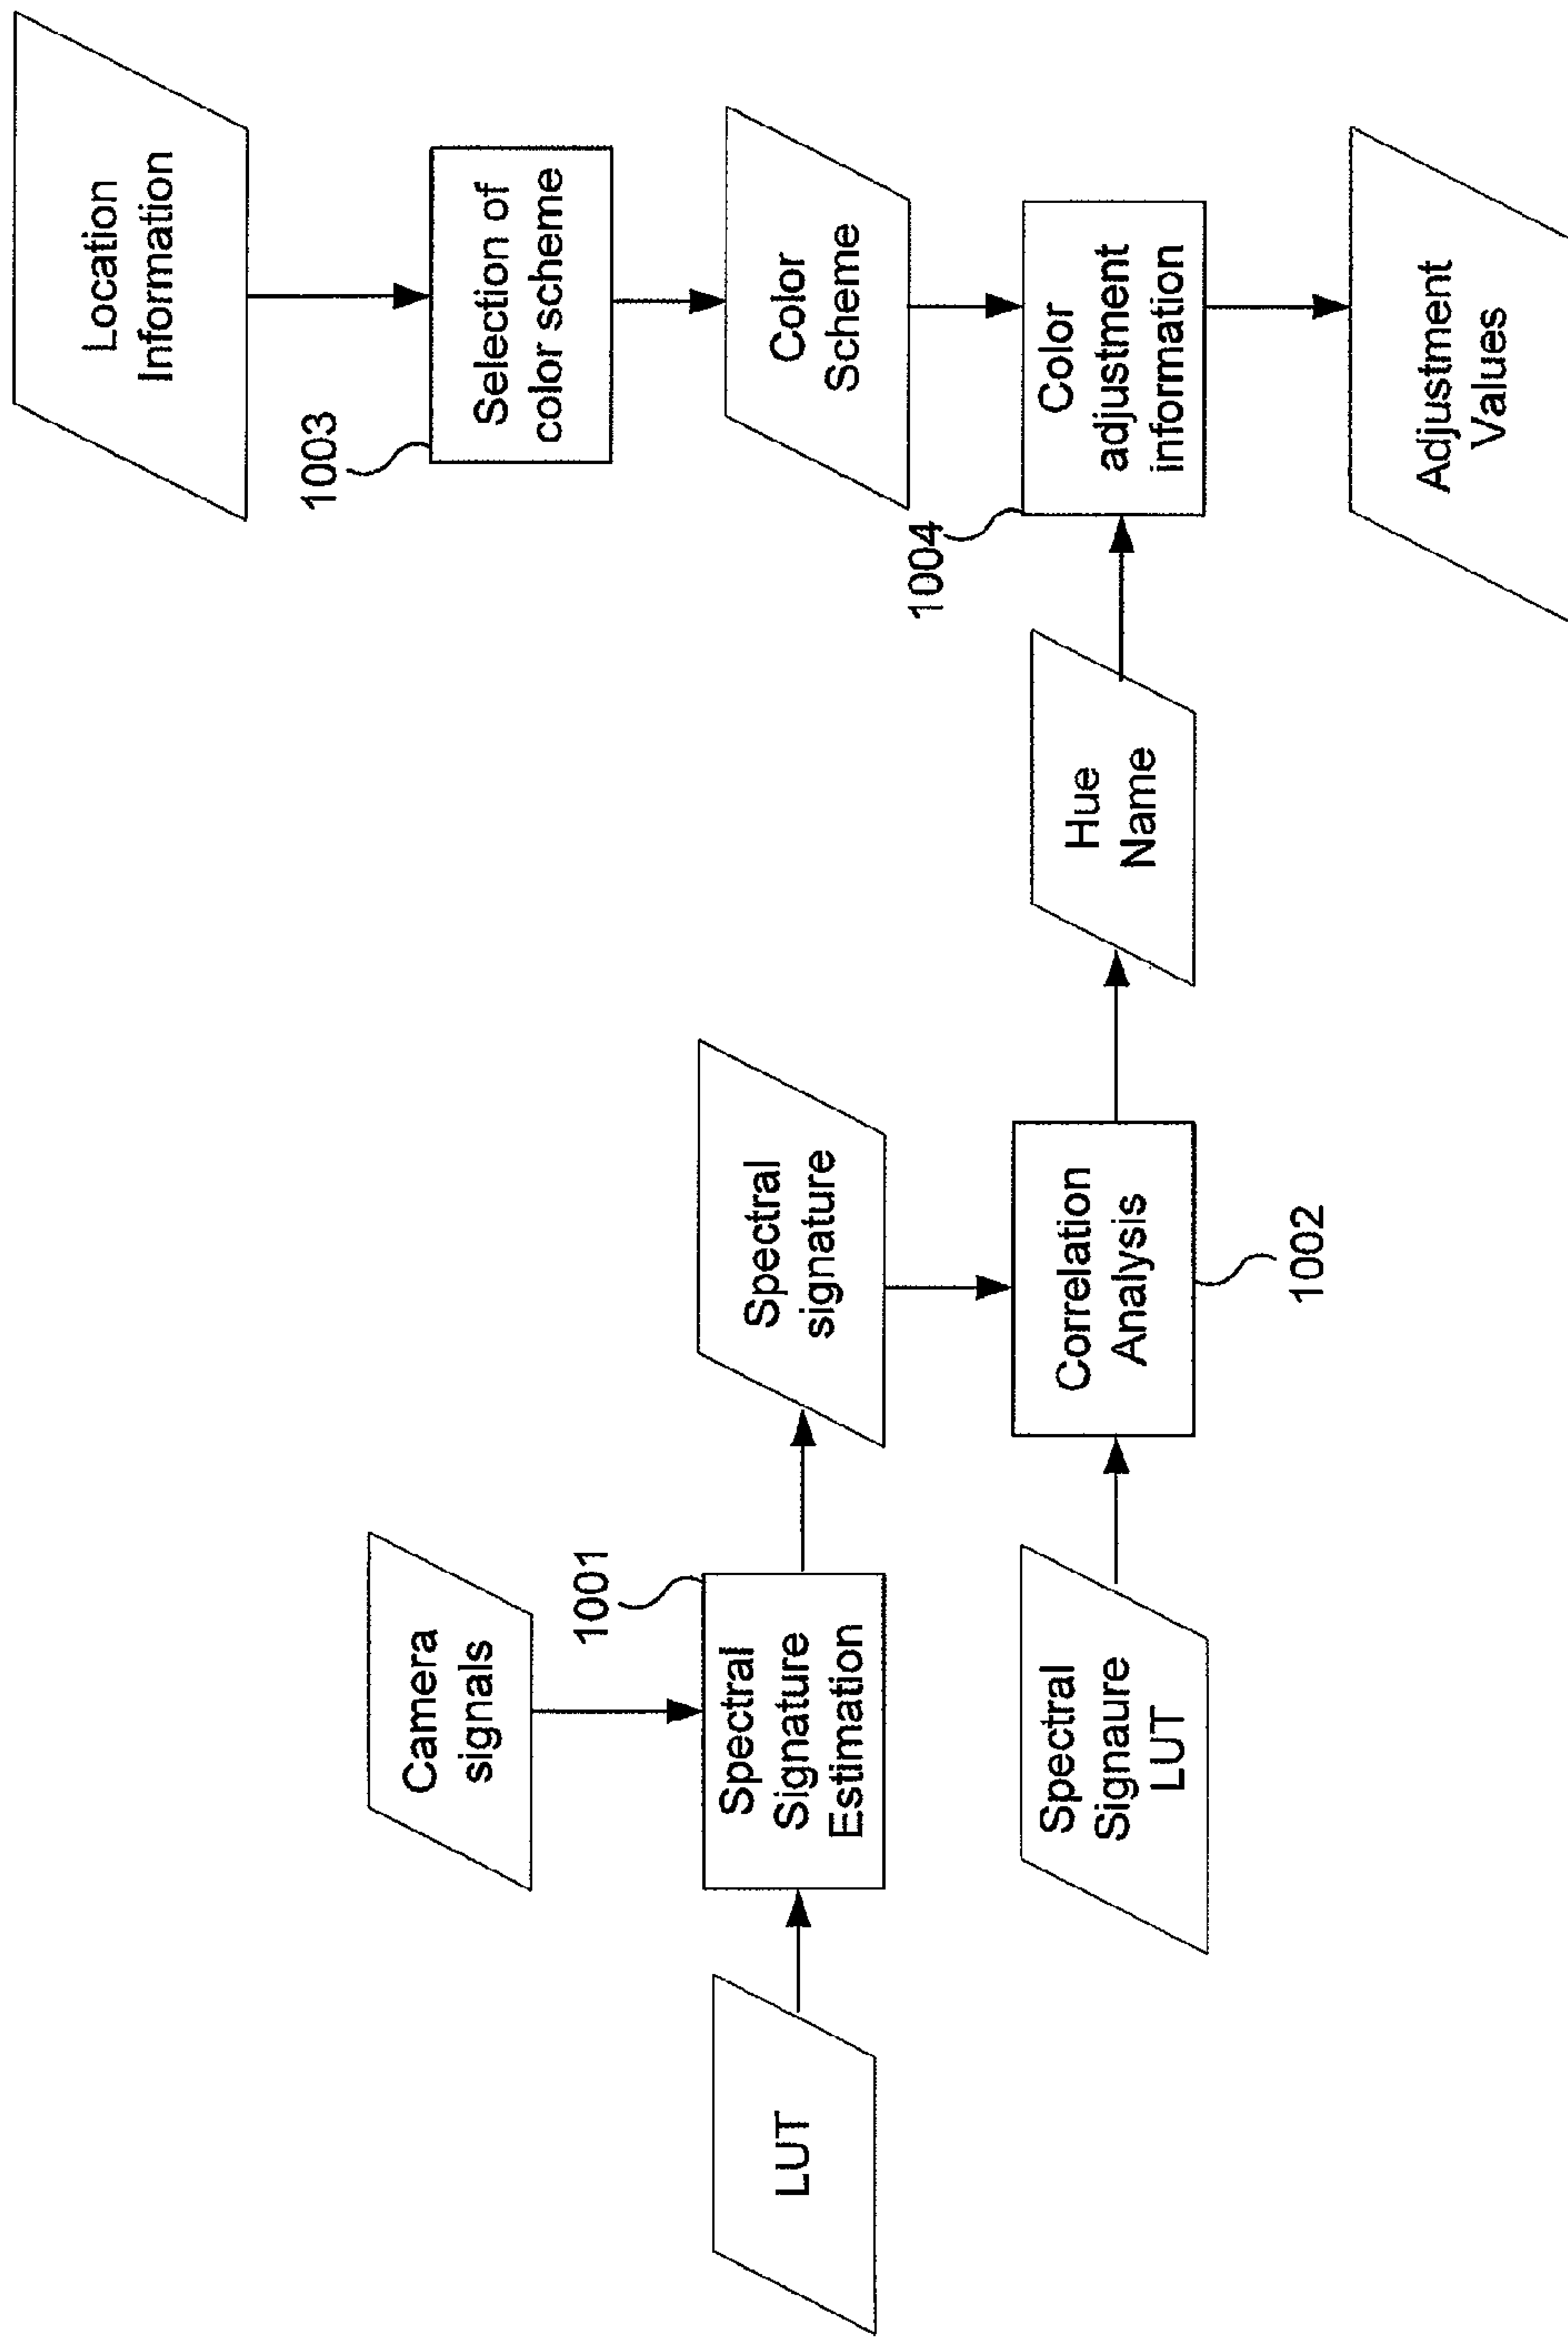 Camera
signals
LUT
1001
Spectral
Signature
Estimation
Spectral
signature
Spectral
Signaure
LUT
Correlation
Analysis
1002
Hue
Name
Location
Information
1003
Selection of
color scheme
Color
Scheme
1004
Color
adjustment
information
Adjustment
Values